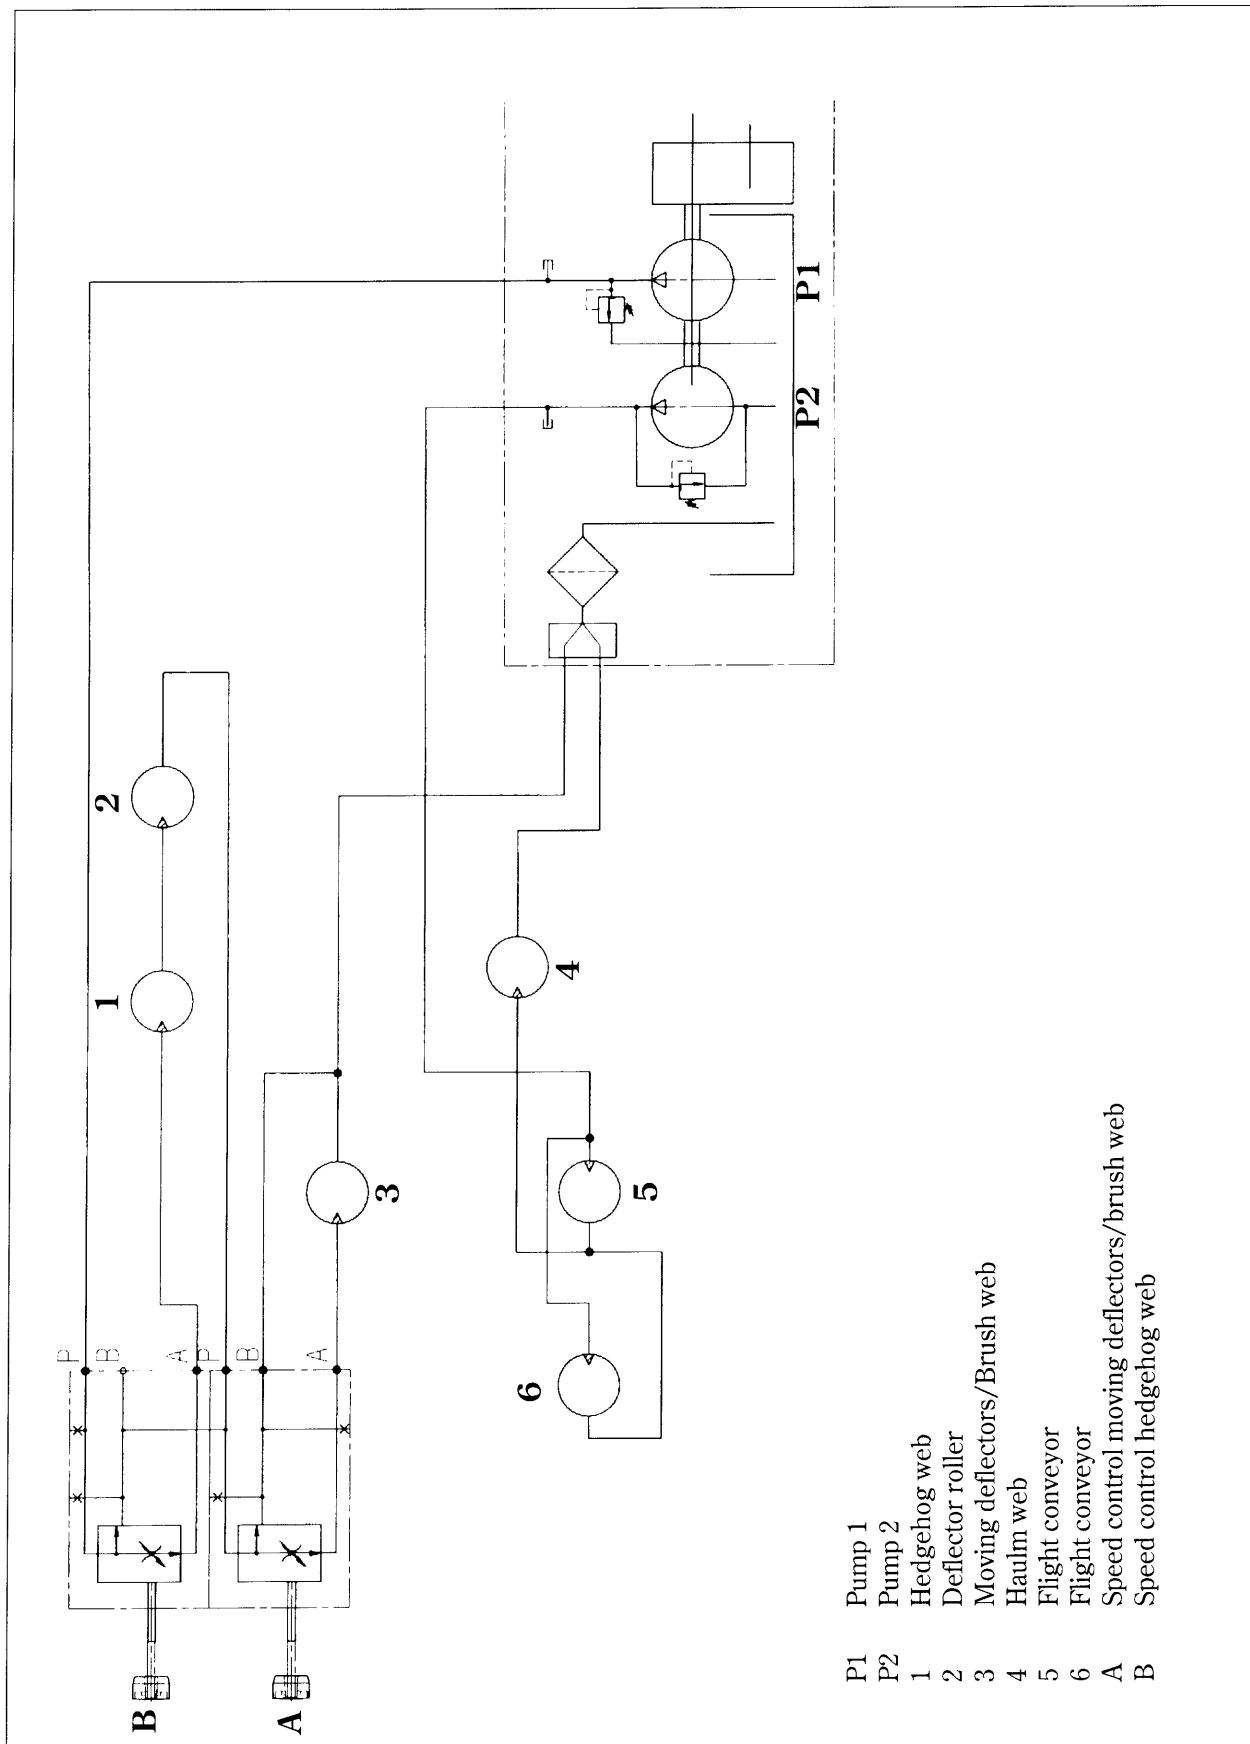 P
B
A
P
B
A
B
A
1
2
3
4
5
6
P1
P2
P1 Pump 1
P2 Pump 2
1 Hedgehog web
2 Deflector roller
3 Moving deflectors/Brush web
4 Haulm web
5 Flight conveyor
6 Flight conveyor
A Speed control moving deflectors/brush web
B Speed control hedgehog web